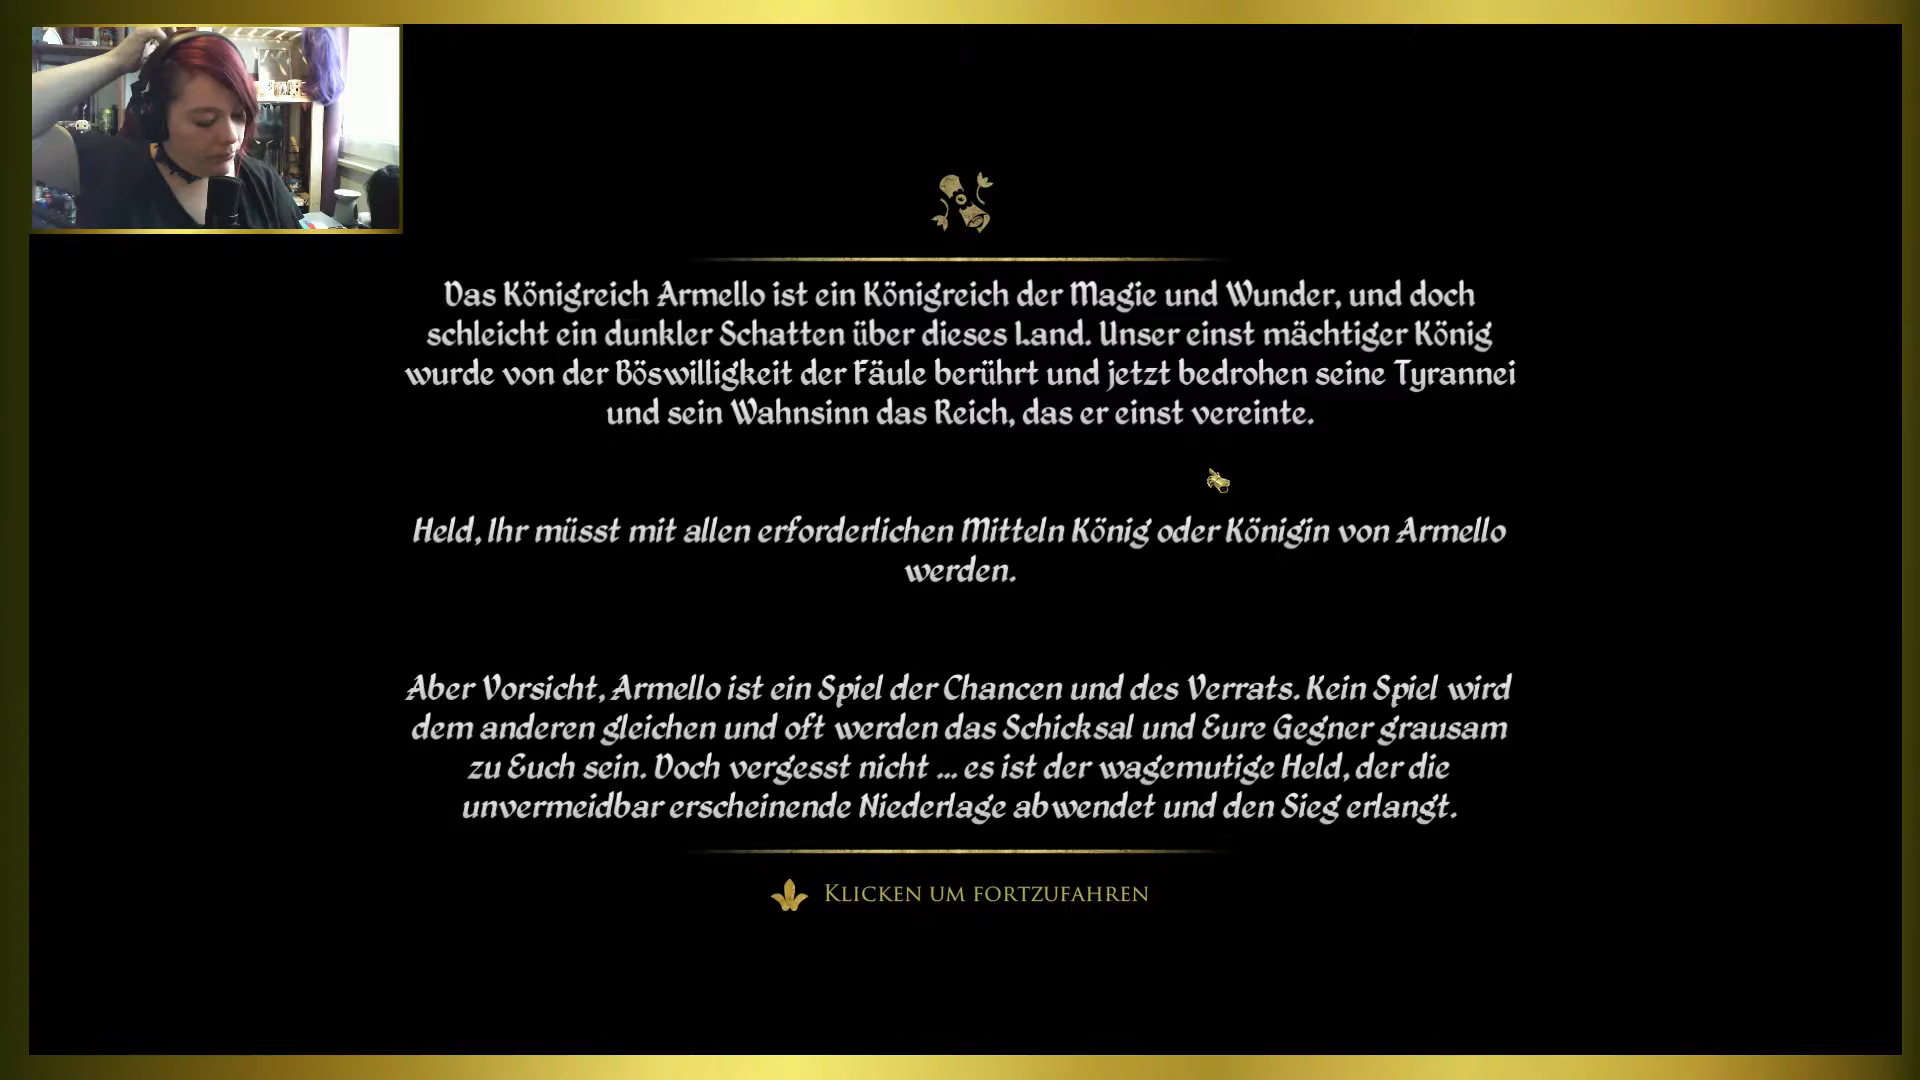 Das Königreich Armello ist ein Königreich der Magie und Wunder, und doch
schleicht ein dunkler Schatten über dieses Land. Unser einst mächtiger König
wurde von der Böswilligkeit der Fäule berührt und jetzt bedrohen seine Tyrannei
und sein Wahnsinn das Reich, das er einst vereinte.
Held, Ihr müsst mit allen erforderlichen Mitteln König oder Königin von Armello
werden.
Aber Vorsicht, Armello ist ein Spiel der Chancen und des Verrats. Kein Spiel wird
dem anderen gleichen und oft werden das Schicksal und Eure Gegner grausam
zu Euch sein. Doch vergesst nicht ... es ist der wagemutige Held, der die
unvermeidbar erscheinende Niederlage abwendet und den Sieg erlangt.
Klicken um fortzufahren